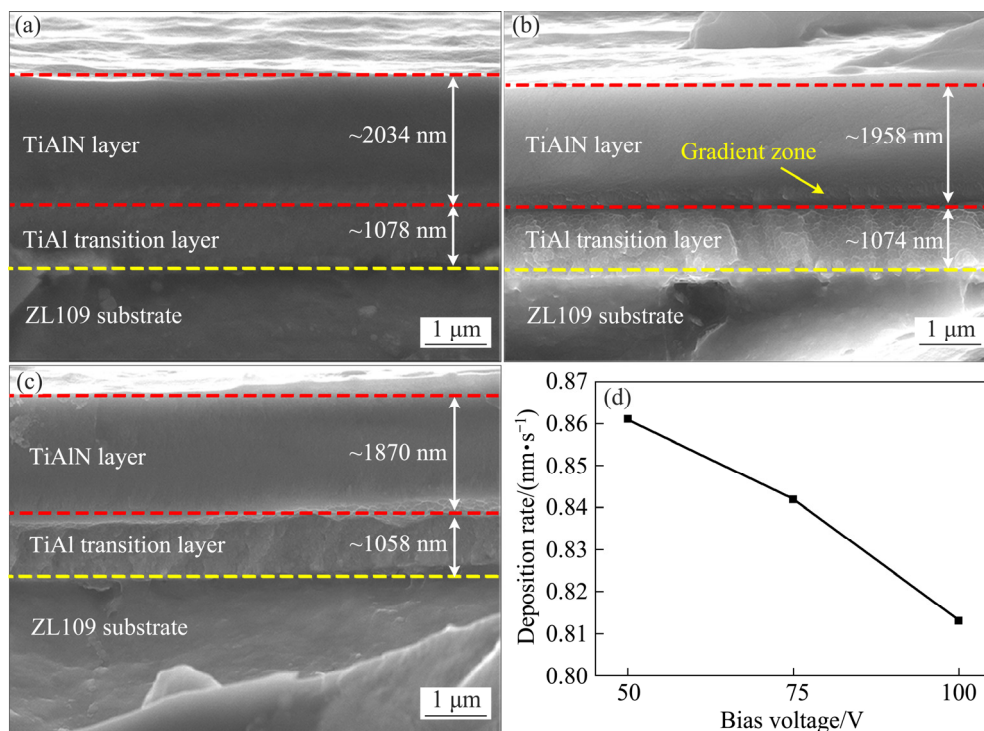 (a)
TiAlN layer
~2034 nm
TiAl transition layer
~1078 nm
ZL109 substrate
1 μm
(b)
TiAlN layer
~1958 nm
Gradient zone
TiAl transition layer
~1074 nm
ZL109 substrate
1 μm
(c)
TiAlN layer
~1870 nm
TiAl transition layer
~1058 nm
ZL109 substrate
1 μm
(d)
Deposition rate/(nm•s⁻¹)
0.87
0.86
0.85
0.84
0.83
0.82
0.81
0.80
50 75 100
Bias voltage/V